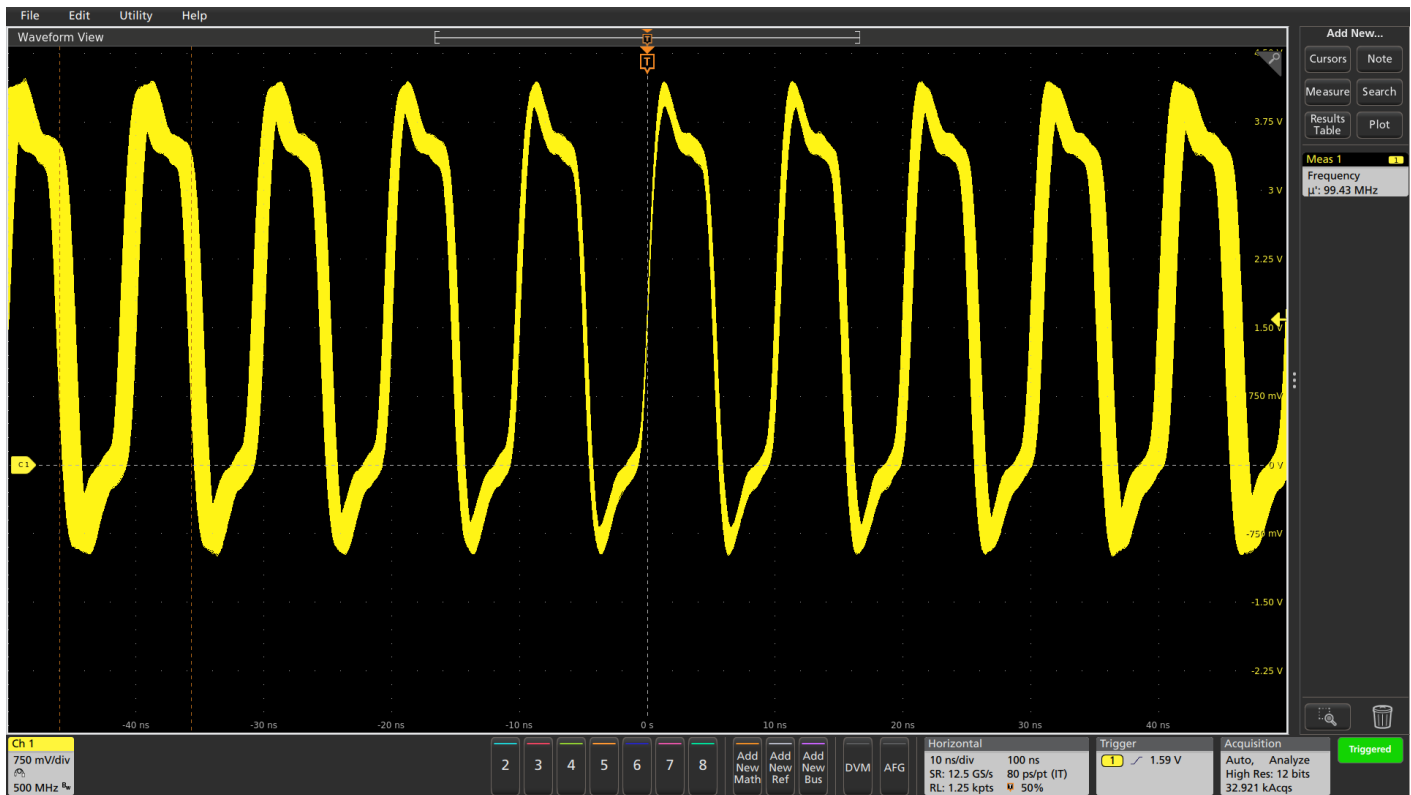 File Edit Utility Help
Waveform View
Add New...
Cursors Note
Measure Search
Results Table Plot
Meas 1 1
Frequency
µ': 99.43 MHz
T
T
3.75 V
3 V
2.25 V
1.50 V
750 mV
0 V
-750 mV
-1.50 V
-2.25 V
C1
-40 ns -30 ns -20 ns -10 ns 0 s 10 ns 20 ns 30 ns 40 ns
Ch 1
750 mV/div
500 MHz Bw
2 3 4 5 6 7 8
Add New Math
Add New Ref
Add New Bus
DVM AFG
Horizontal
10 ns/div 100 ns
SR: 12.5 GS/s 80 ps/pt (IT)
RL: 1.25 kpts 50%
Trigger
1 1.59 V
Acquisition
Auto, Analyze
High Res: 12 bits
32.921 kAcqs
Triggered